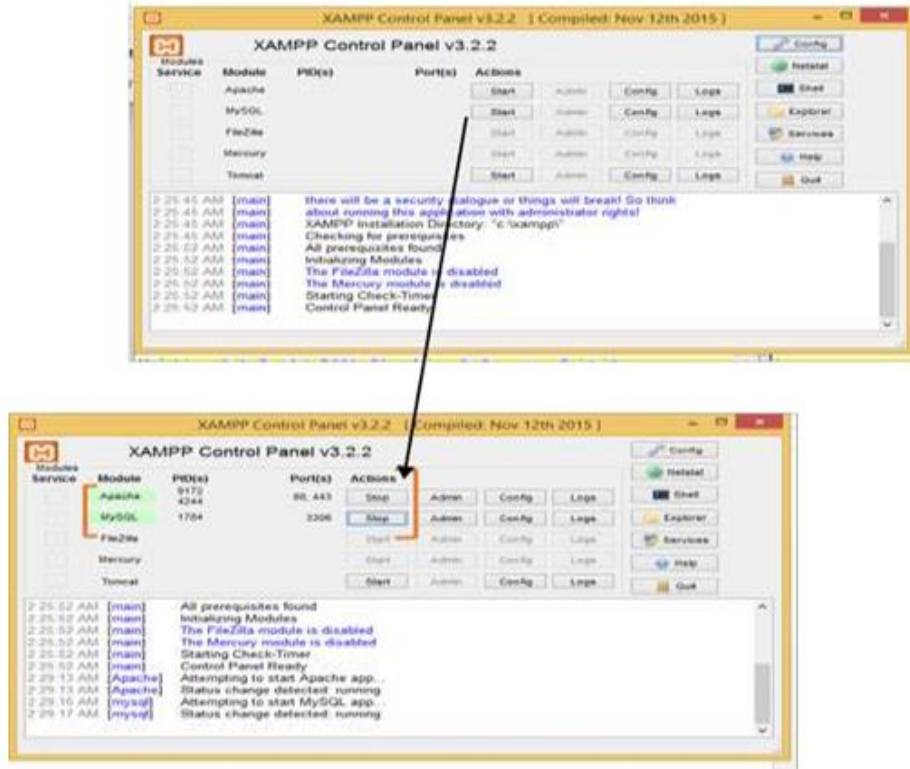 XAMPP Control Panel v3.2.2 [ Compiled: Nov 12th 2015 ]
XAMPP Control Panel v3.2.2
Config
Modules
Service Module PID(s) Port(s) Actions
Netstat
Apache Start Admin Config Logs
Shell
MySQL Start Admin Config Logs
Explorer
FileZilla Start Admin Config Logs
Services
Mercury Start Admin Config Logs
Help
Tomcat Start Admin Config Logs
Quit
2:25:45 AM [main] there will be a security dialogue or things will break! So think
2:25:45 AM [main] about running this application with administrator rights!
2:25:45 AM [main] XAMPP Installation Directory: "c:\xampp\"
2:25:45 AM [main] Checking for prerequisites
2:25:52 AM [main] All prerequisites found
2:25:52 AM [main] Initializing Modules
2:25:52 AM [main] The FileZilla module is disabled
2:25:52 AM [main] The Mercury module is disabled
2:25:52 AM [main] Starting Check-Timer
2:25:52 AM [main] Control Panel Ready
XAMPP Control Panel v3.2.2 [ Compiled: Nov 12th 2015 ]
XAMPP Control Panel v3.2.2
Config
Modules
Service Module PID(s) Port(s) Actions
Netstat
Apache 9172 4244 80, 443 Stop Admin Config Logs
Shell
MySQL 1784 3306 Stop Admin Config Logs
Explorer
FileZilla Start Admin Config Logs
Services
Mercury Start Admin Config Logs
Help
Tomcat Start Admin Config Logs
Quit
2:25:52 AM [main] All prerequisites found
2:25:52 AM [main] Initializing Modules
2:25:52 AM [main] The FileZilla module is disabled
2:25:52 AM [main] The Mercury module is disabled
2:25:52 AM [main] Starting Check-Timer
2:25:52 AM [main] Control Panel Ready
2:29:13 AM [Apache] Attempting to start Apache app...
2:29:13 AM [Apache] Status change detected: running
2:29:16 AM [mysql] Attempting to start MySQL app...
2:29:17 AM [mysql] Status change detected: running